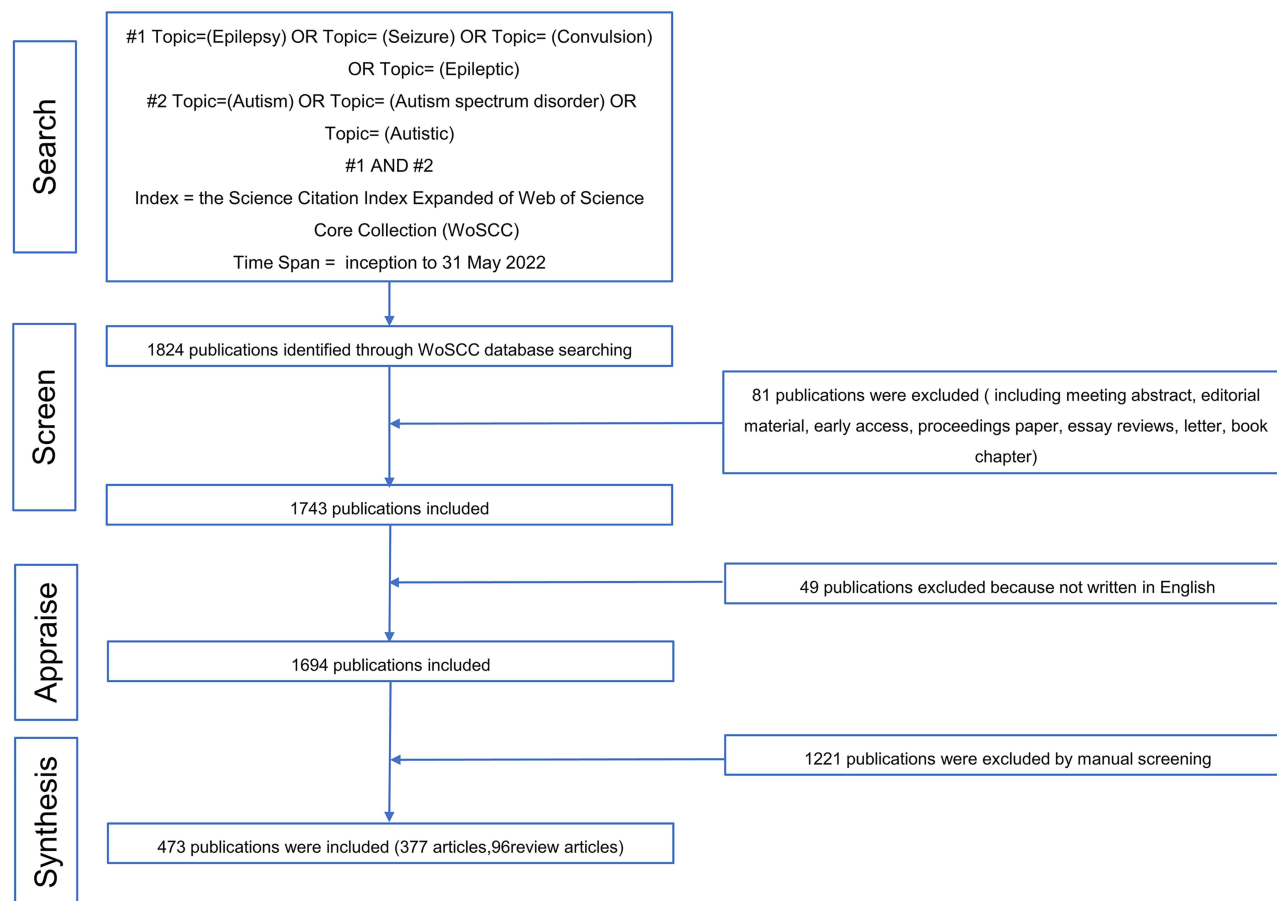 Search
#1 Topic=(Epilepsy) OR Topic= (Seizure) OR Topic= (Convulsion)
OR Topic= (Epileptic)
#2 Topic=(Autism) OR Topic= (Autism spectrum disorder) OR
Topic= (Autistic)
#1 AND #2
Index = the Science Citation Index Expanded of Web of Science
Core Collection (WoSCC)
Time Span = inception to 31 May 2022
Screen
1824 publications identified through WoSCC database searching
81 publications were excluded ( including meeting abstract, editorial
material, early access, proceedings paper, essay reviews, letter, book
chapter)
1743 publications included
Appraise
49 publications excluded because not written in English
1694 publications included
Synthesis
1221 publications were excluded by manual screening
473 publications were included (377 articles,96review articles)